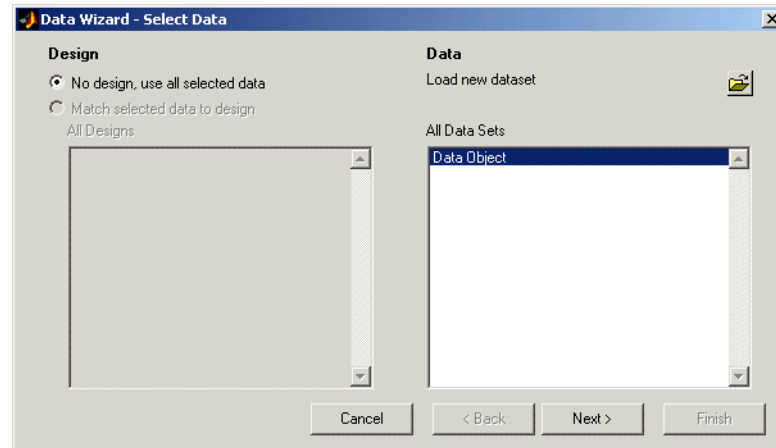 Data Wizard - Select Data
Design
No design, use all selected data
Match selected data to design
All Designs
Data
Load new dataset
All Data Sets
Data Object
Cancel
< Back
Next >
Finish